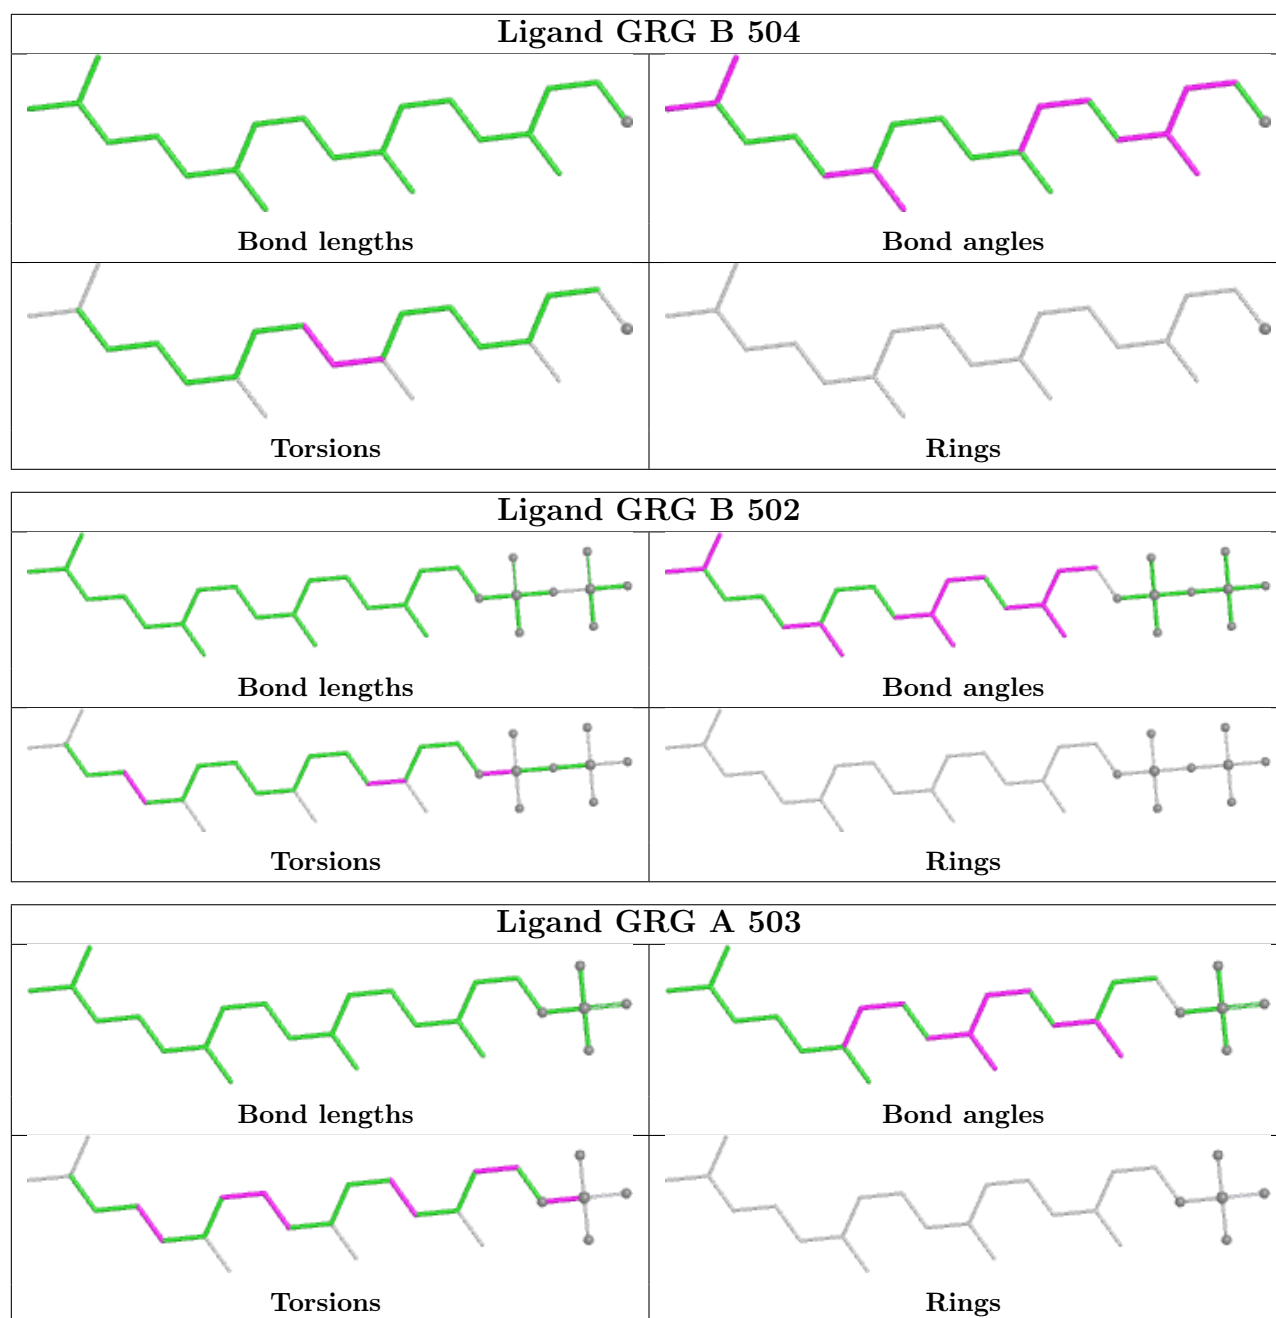 Ligand GRG B 504
Bond lengths
Bond angles
Torsions
Rings
Ligand GRG B 502
Bond lengths
Bond angles
Torsions
Rings
Ligand GRG A 503
Bond lengths
Bond angles
Torsions
Rings